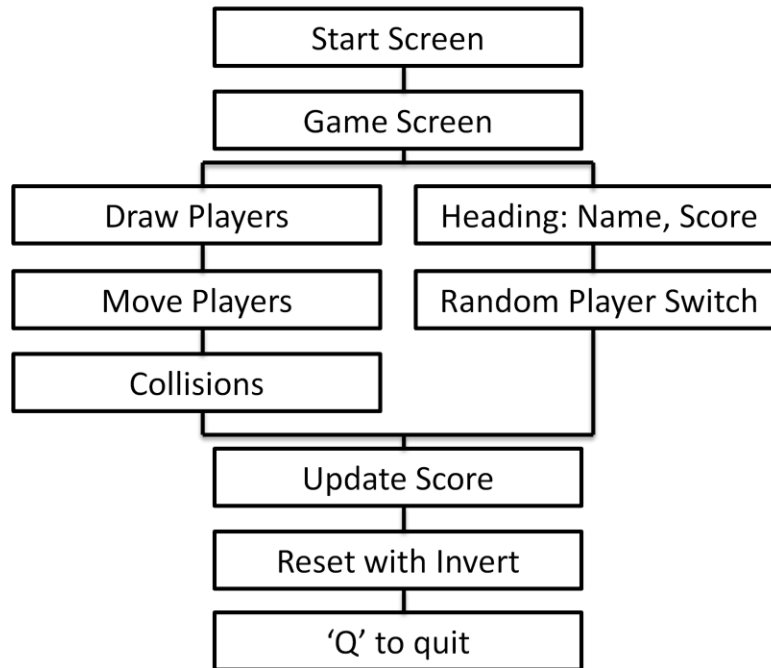 Start Screen
Game Screen
Draw Players
Heading: Name, Score
Move Players
Random Player Switch
Collisions
Update Score
Reset with Invert
‘Q’ to quit